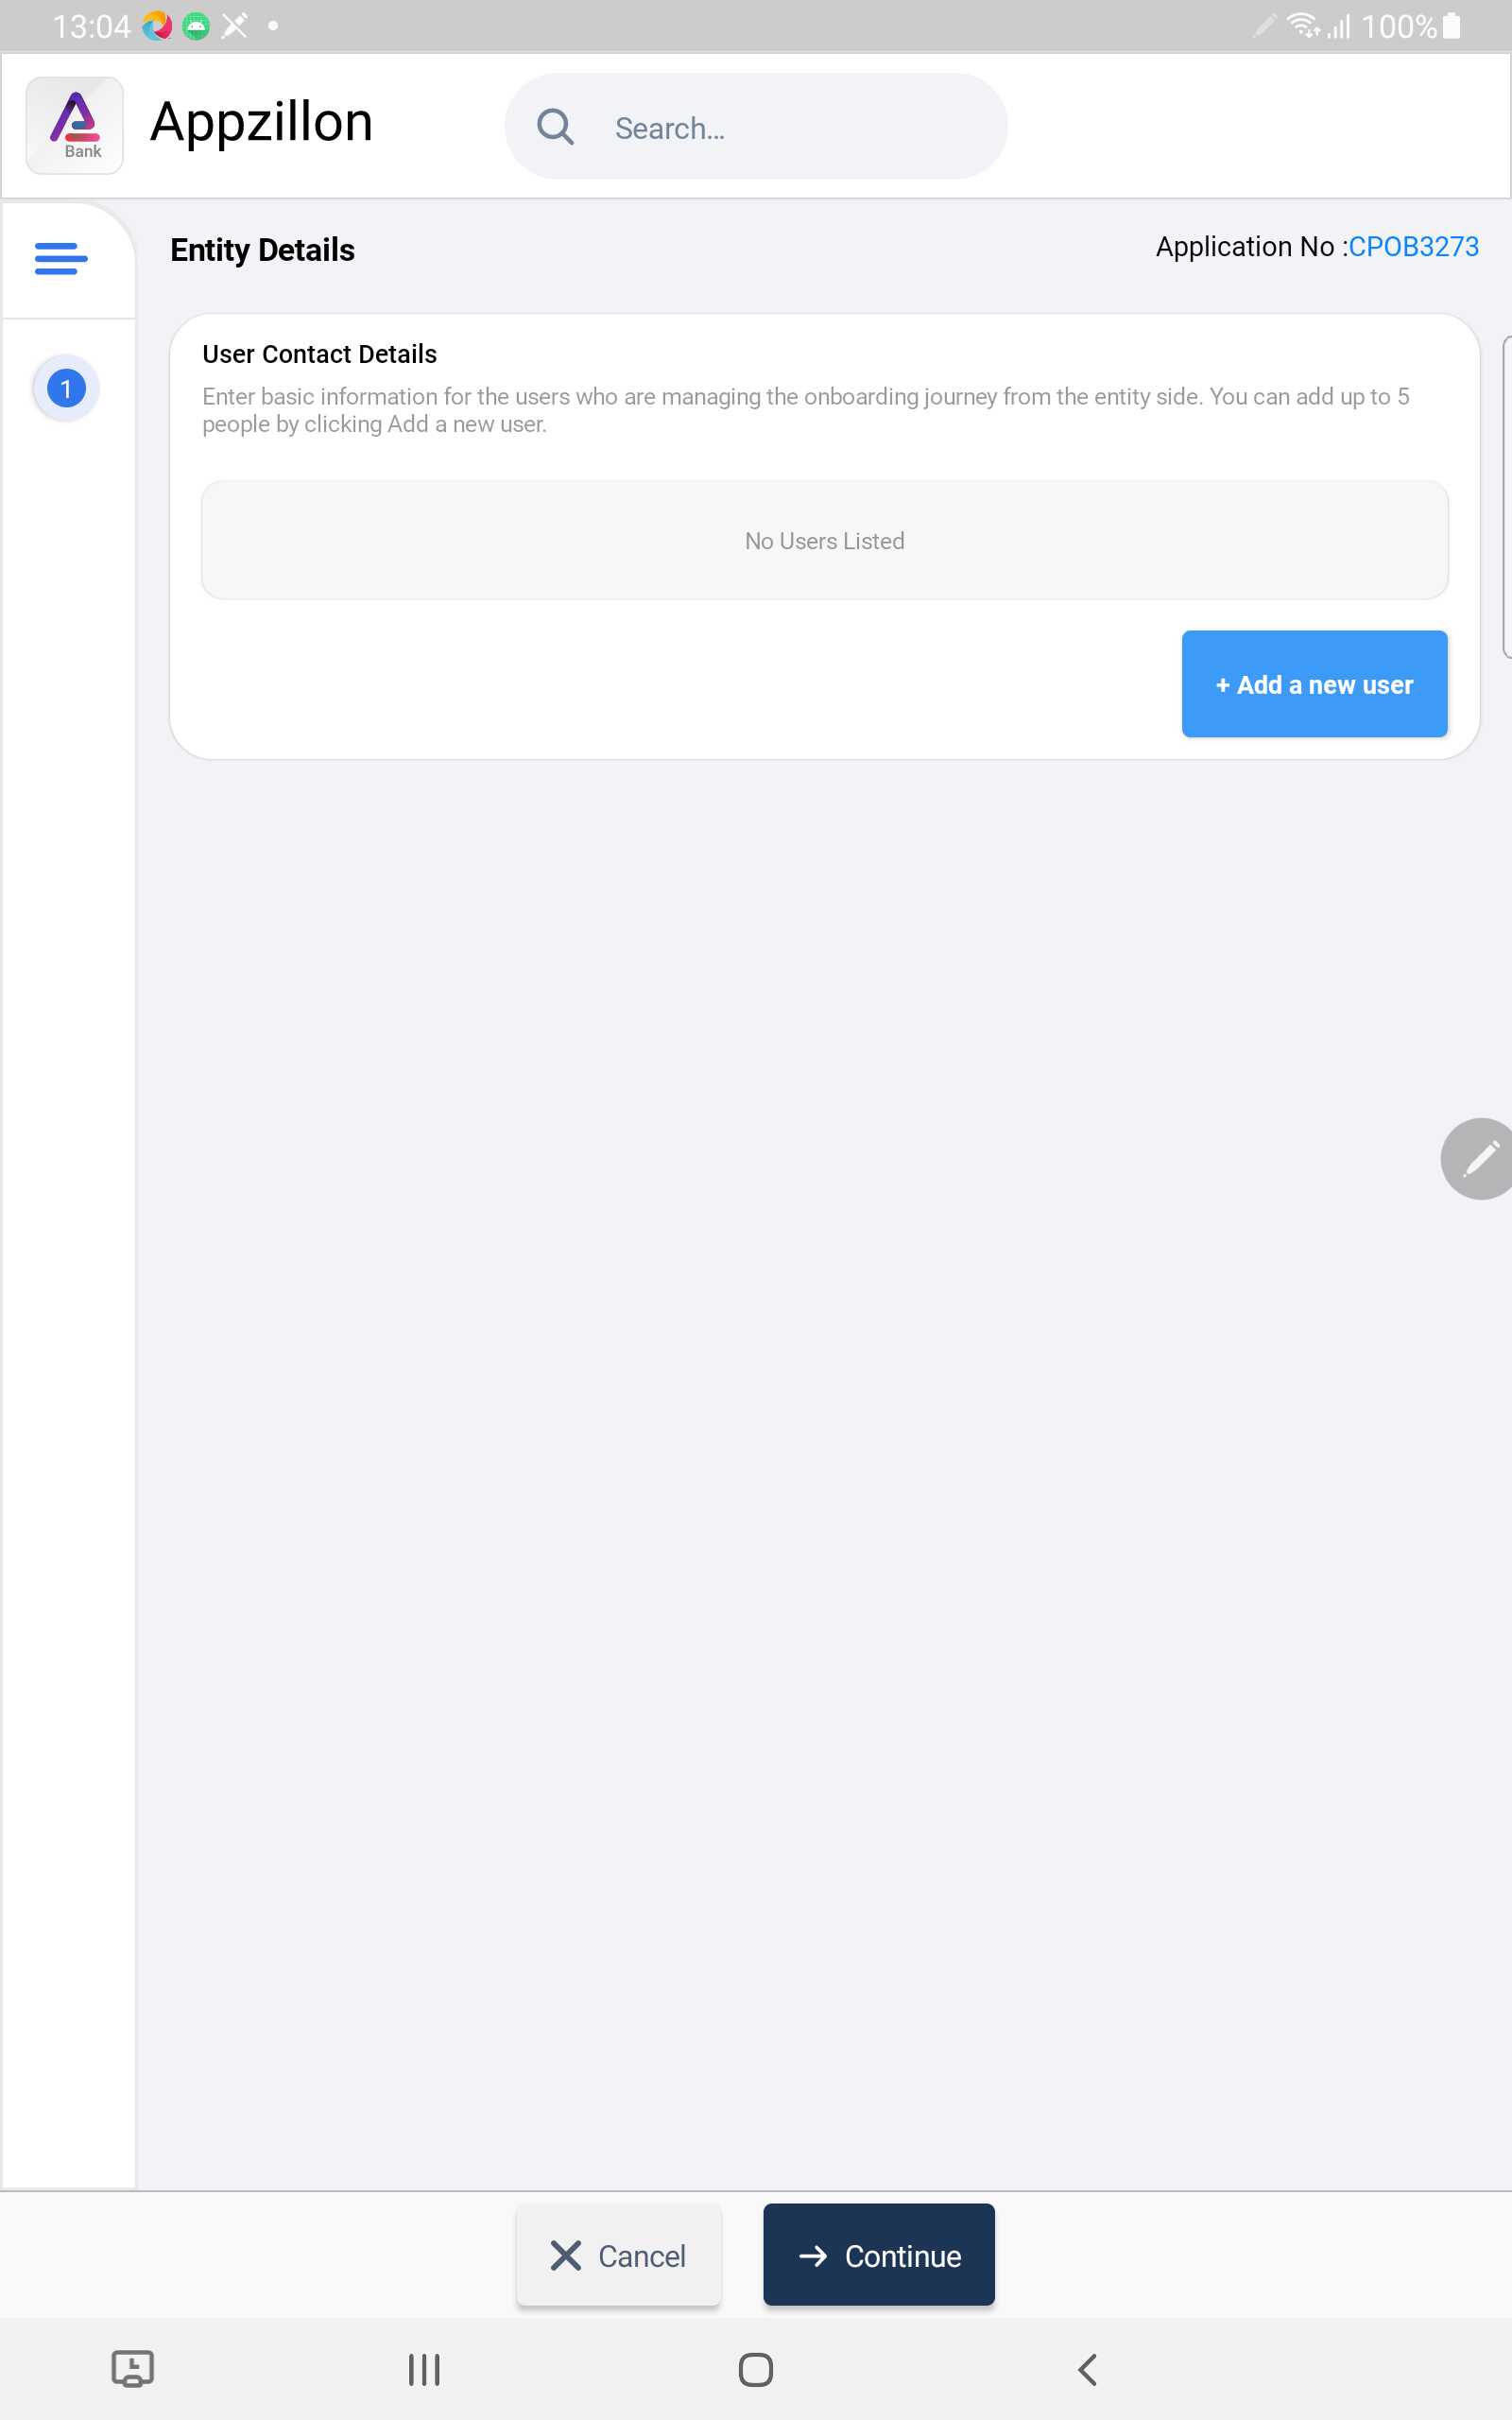 13:04
100%
Bank
Appzillon
Search...
Entity Details
Application No :CPOB3273
1
User Contact Details
Enter basic information for the users who are managing the onboarding journey from the entity side. You can add up to 5
people by clicking Add a new user.
No Users Listed
+ Add a new user
Cancel
Continue